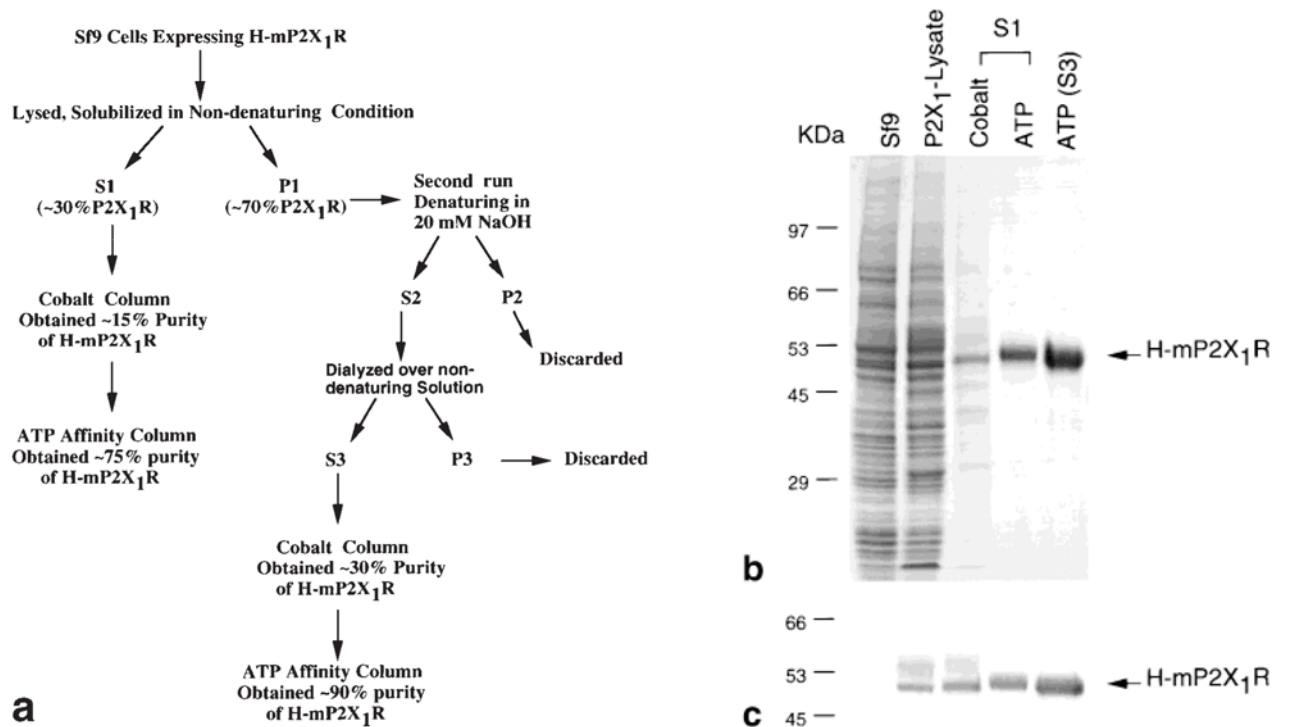 Sf9 Cells Expressing H-mP2X1R
Lysed, Solubilized in Non-denaturing Condition
S1
(~30%P2X1R)
P1
(~70%P2X1R)
Second run
Denaturing in
20 mM NaOH
Cobalt Column
Obtained ~15% Purity
of H-mP2X1R
S2
P2
Discarded
Dialyzed over non-
denaturing Solution
ATP Affinity Column
Obtained ~75% purity
of H-mP2X1R
S3
P3
Discarded
Cobalt Column
Obtained ~30% Purity
of H-mP2X1R
ATP Affinity Column
Obtained ~90% purity
of H-mP2X1R
a
S1
KDa
Sf9
P2X1-Lysate
Cobalt
ATP
ATP (S3)
97
66
53
45
29
H-mP2X1R
b
66
53
45
H-mP2X1R
c